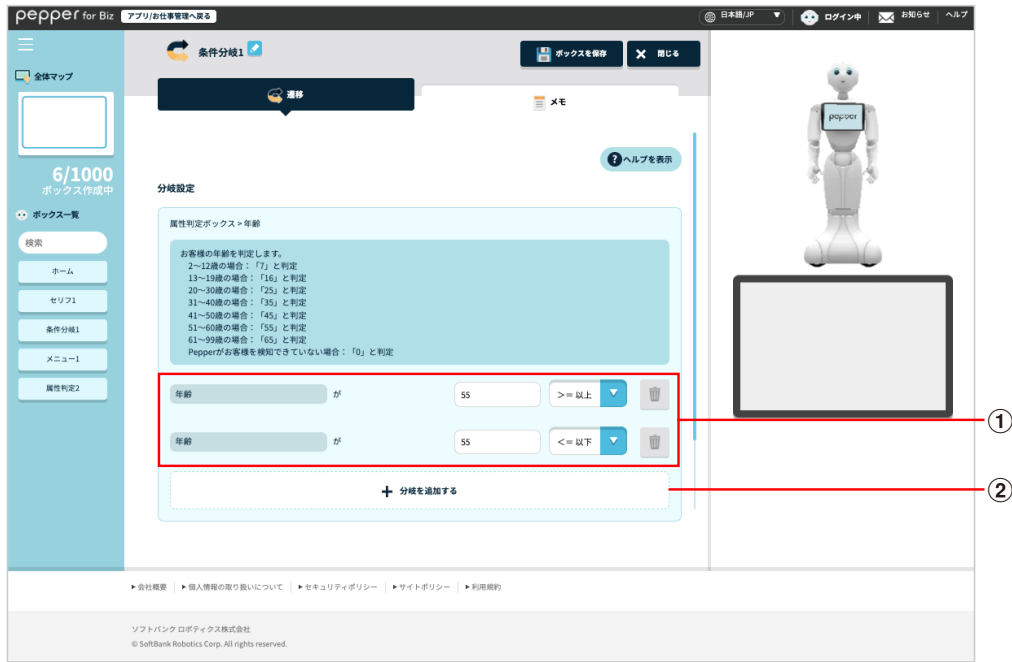 pepper for Biz アプリ/お仕事管理へ戻る 日本語/JP ▼ ログイン中 お知らせ ヘルプ
全体マップ
6/1000
ボックス作成中
ボックス一覧
検索
ホーム
セリフ1
条件分岐1
メニュー1
属性判定2
条件分岐1 ボックスを保存 閉じる
遷移 メモ
?ヘルプを表示
分岐設定
属性判定ボックス > 年齢
お客様の年齢を判定します。
2〜12歳の場合：「7」と判定
13〜19歳の場合：「16」と判定
20〜30歳の場合：「25」と判定
31〜40歳の場合：「35」と判定
41〜50歳の場合：「45」と判定
51〜60歳の場合：「55」と判定
61〜99歳の場合：「65」と判定
Pepperがお客様を検知できていない場合：「0」と判定
年齢 が 55 >= 以上 ▼
年齢 が 55 <= 以下 ▼
+ 分岐を追加する
pepper
①
②
▶会社概要 ▶個人情報の取り扱いについて ▶セキュリティポリシー ▶サイトポリシー ▶利用規約
ソフトバンク ロボティクス株式会社
© SoftBank Robotics Corp. All rights reserved.